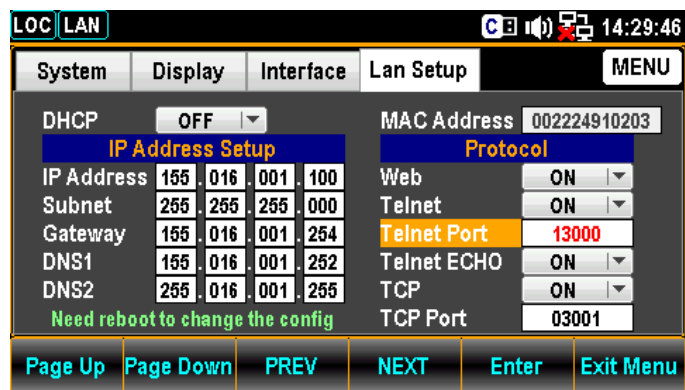 LOC LAN C 14:29:46
System Display Interface Lan Setup MENU
DHCP OFF
IP Address Setup
IP Address 155 . 016 . 001 . 100
Subnet 255 . 255 . 255 . 000
Gateway 155 . 016 . 001 . 254
DNS1 155 . 016 . 001 . 252
DNS2 255 . 016 . 001 . 255
Need reboot to change the config
MAC Address 002224910203
Protocol
Web ON
Telnet ON
Telnet Port 13000
Telnet ECHO ON
TCP ON
TCP Port 03001
Page Up Page Down PREV NEXT Enter Exit Menu